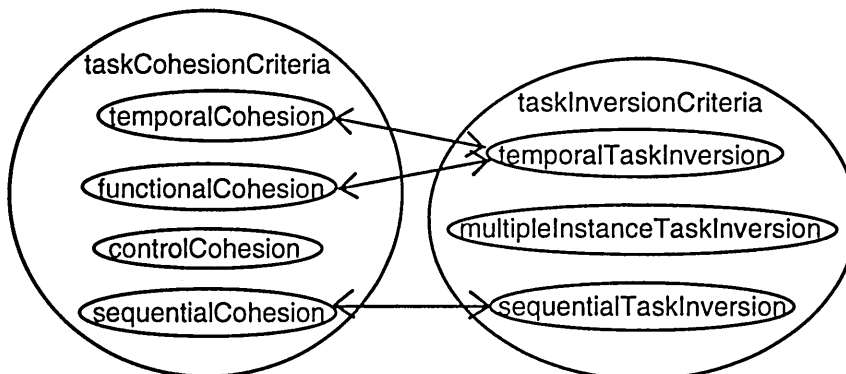 taskCohesionCriteria
temporalCohesion
functionalCohesion
controlCohesion
sequentialCohesion
taskInversionCriteria
temporalTaskInversion
multipleInstanceTaskInversion
sequentialTaskInversion